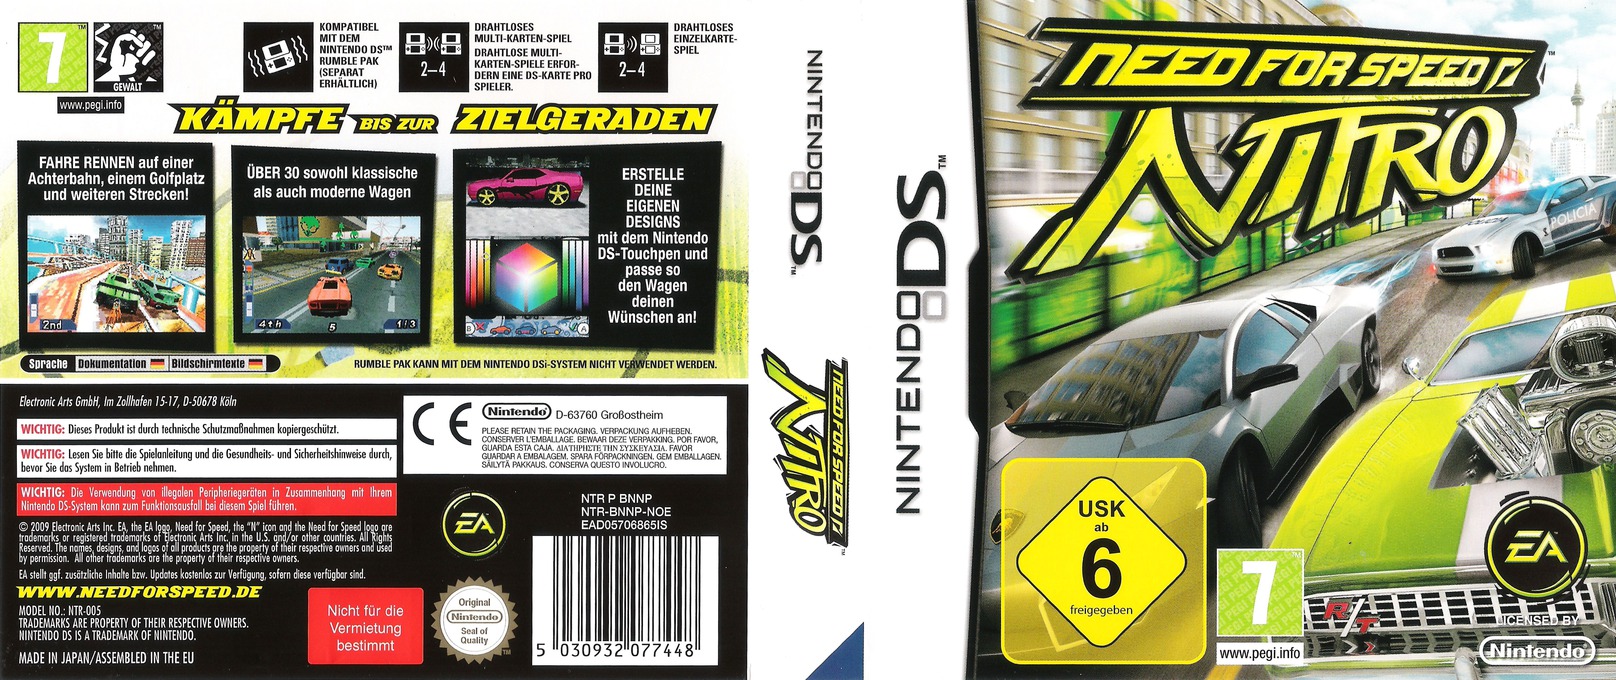 7
GEWALT
www.pegi.info
KOMPATIBEL
MIT DEM
NINTENDO DS™
RUMBLE PAK
(SEPARAT
ERHÄLTLICH)
2–4
DRAHTLOSES
MULTI-KARTEN-SPIEL
DRAHTLOSE MULTI-
KARTEN-SPIELE ERFOR-
DERN EINE DS-KARTE PRO
SPIELER.
2–4
DRAHTLOSES
EINZELKARTE-
SPIEL
KÄMPFE BIS ZUR ZIELGERADEN
FAHRE RENNEN auf einer
Achterbahn, einem Golfplatz
und weiteren Strecken!
2nd
ÜBER 30 sowohl klassische
als auch moderne Wagen
4th 5 1/3
ERSTELLE
DEINE
EIGENEN
DESIGNS
mit dem Nintendo
DS-Touchpen und
passe so
den Wagen
deinen
Wünschen an!
B A
Sprache Dokumentation Bildschirmtexte
RUMBLE PAK KANN MIT DEM NINTENDO DSi-SYSTEM NICHT VERWENDET WERDEN.
Electronic Arts GmbH, Im Zollhafen 15-17, D-50678 Köln
WICHTIG: Dieses Produkt ist durch technische Schutzmaßnahmen kopiergeschützt.
WICHTIG: Lesen Sie bitte die Spielanleitung und die Gesundheits- und Sicherheitshinweise durch,
bevor Sie das System in Betrieb nehmen.
WICHTIG: Die Verwendung von illegalen Peripheriegeräten in Zusammenhang mit Ihrem
Nintendo DS-System kann zum Funktionsausfall bei diesem Spiel führen.
© 2009 Electronic Arts Inc. EA, the EA logo, Need for Speed, the "N" icon and the Need for Speed logo are
trademarks or registered trademarks of Electronic Arts Inc. in the U.S. and/or other countries. All Rights
Reserved. The names, designs, and logos of all products are the property of their respective owners and used
by permission. All other trademarks are the property of their respective owners.
EA stellt ggf. zusätzliche Inhalte bzw. Updates kostenlos zur Verfügung, sofern diese verfügbar sind.
WWW.NEEDFORSPEED.DE
MODEL NO.: NTR-005
TRADEMARKS ARE PROPERTY OF THEIR RESPECTIVE OWNERS.
NINTENDO DS IS A TRADEMARK OF NINTENDO.
MADE IN JAPAN/ASSEMBLED IN THE EU
Nicht für die
Vermietung
bestimmt
CE
Nintendo® D-63760 Großostheim
PLEASE RETAIN THE PACKAGING. VERPACKUNG AUFHEBEN.
CONSERVER L'EMBALLAGE. BEWAAR DEZE VERPAKKING. POR FAVOR,
GUARDA ESTA CAJA. ΔΙΑΤΗΡΗΣΤΕ ΤΗΝ ΣΥΣΚΕΥΑΣΙΑ. FAVOR
GUARDAR A EMBALAGEM. SPARA FÖRPACKNINGEN. GEM EMBALLAGEN.
SÄILYTÄ PAKKAUS. CONSERVA QUESTO INVOLUCRO.
EA
NTR P BNNP
NTR-BNNP-NOE
EAD05706865IS
Original
Nintendo
Seal of
Quality
™
5 030932 077448
NINTENDO DS™
NEED FOR SPEED
NITRO™
NINTENDO DS™
NEED FOR SPEED™
NITRO
POLICIA
USK
ab
6
freigegeben
7
www.pegi.info
R/T
EA
LICENSED BY
Nintendo®